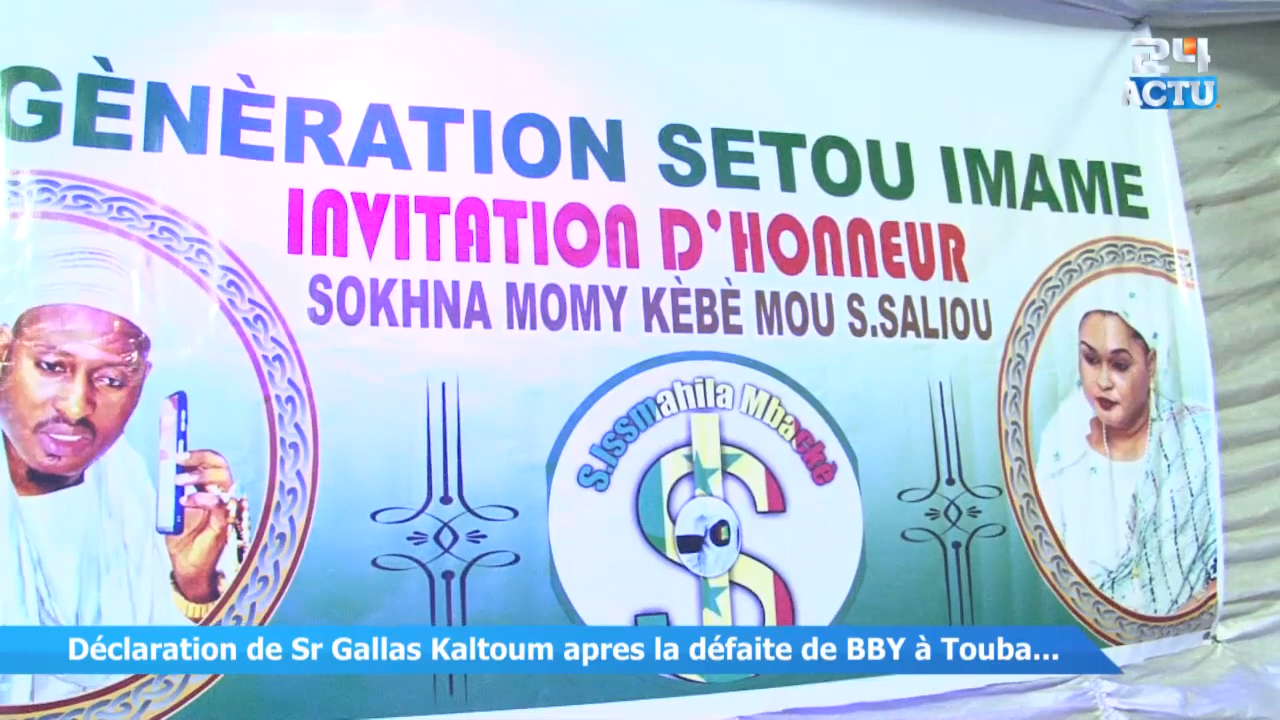 24
ACTU
GÈNÈRATION SETOU IMAME
INVITATION D'HONNEUR
SOKHNA MOMY KÈBÈ MOU S.SALIOU
S.Issmahila Mbackè
S
Déclaration de Sr Gallas Kaltoum apres la défaite de BBY à Touba...